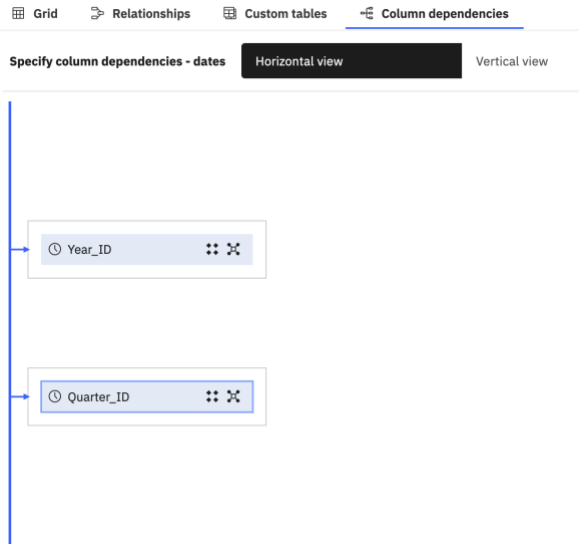 Grid Relationships Custom tables Column dependencies
Specify column dependencies - dates Horizontal view Vertical view
Year_ID
Quarter_ID